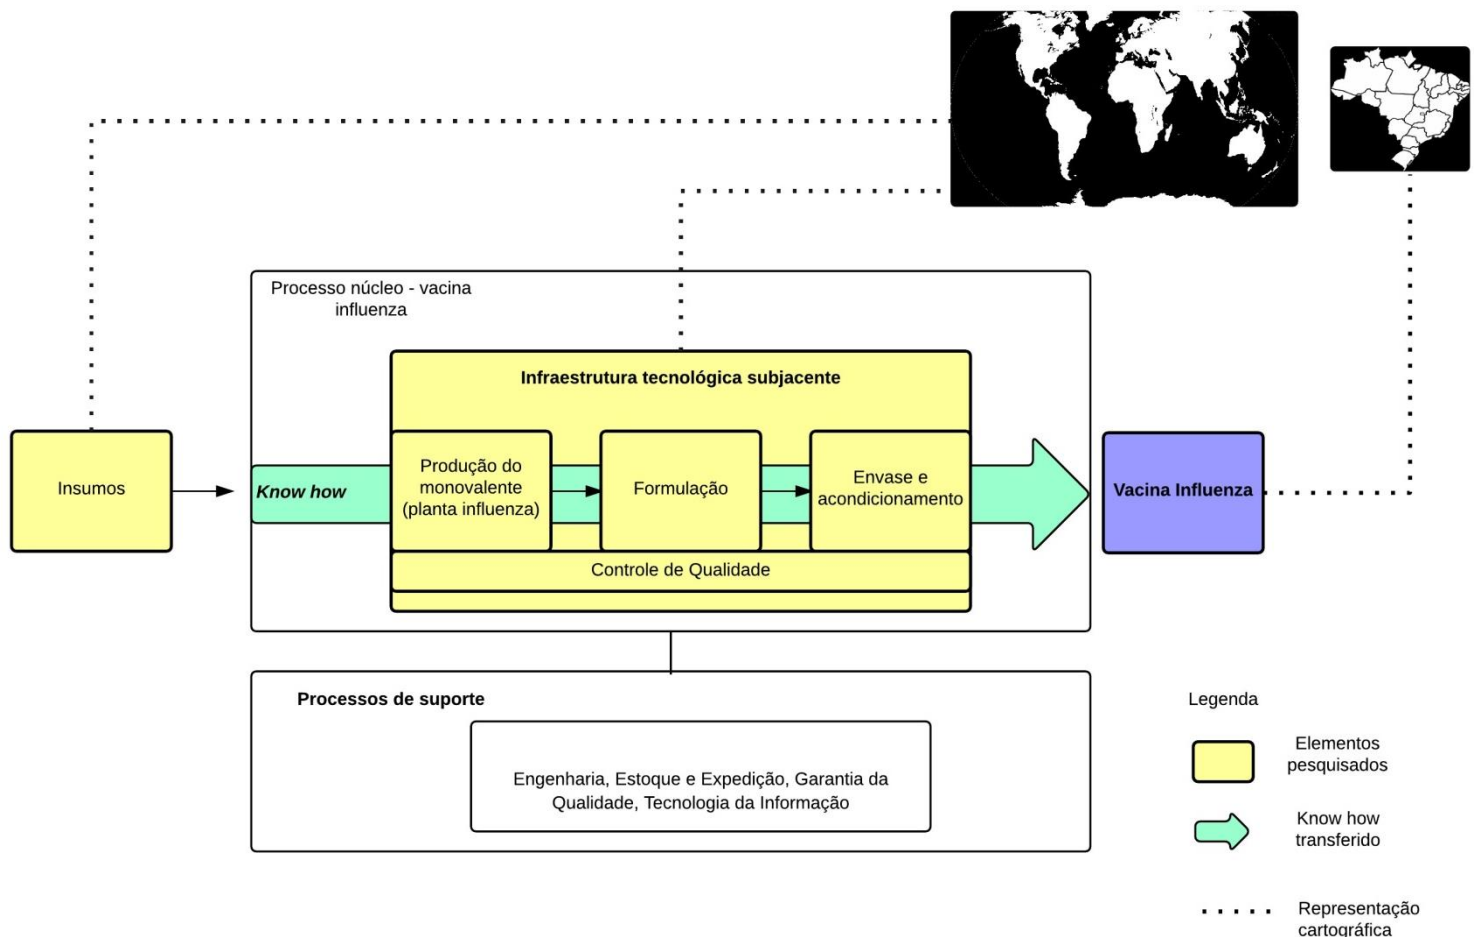 Processo núcleo - vacina
influenza
Infraestrutura tecnológica subjacente
Insumos
Know how
Produção do
monovalente
(planta influenza)
Formulação
Envase e
acondicionamento
Vacina Influenza
Controle de Qualidade
Processos de suporte
Engenharia, Estoque e Expedição, Garantia da
Qualidade, Tecnologia da Informação
Legenda
Elementos
pesquisados
Know how
transferido
Representação
cartográfica